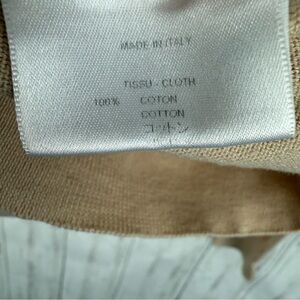 MADE IN ITALY
TISSU - CLOTH
100% COTON
COTTON
コットン